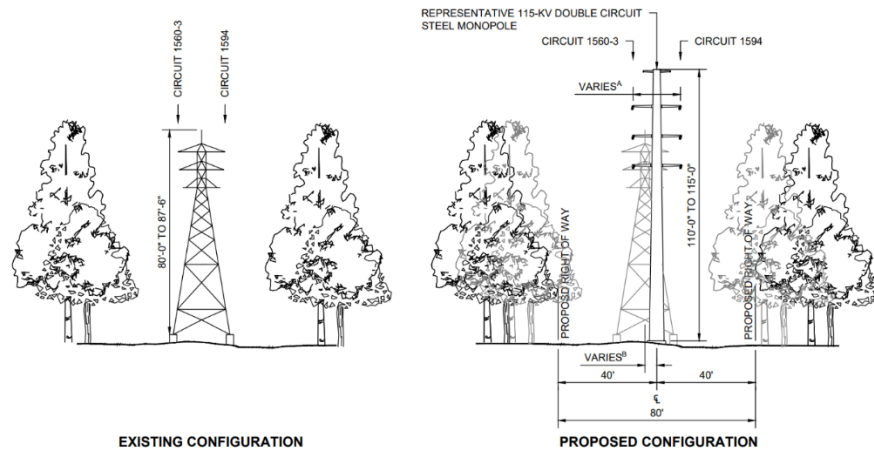 CIRCUIT 1560-3
CIRCUIT 1594
80'-0" TO 87'-6"
EXISTING CONFIGURATION
REPRESENTATIVE 115-KV DOUBLE CIRCUIT
STEEL MONOPOLE
CIRCUIT 1560-3
CIRCUIT 1594
VARIESᴬ
110'-0" TO 115'-0"
PROPOSED RIGHT OF WAY
PROPOSED RIGHT OF WAY
VARIESᴮ
40'
40'
℄
80'
PROPOSED CONFIGURATION